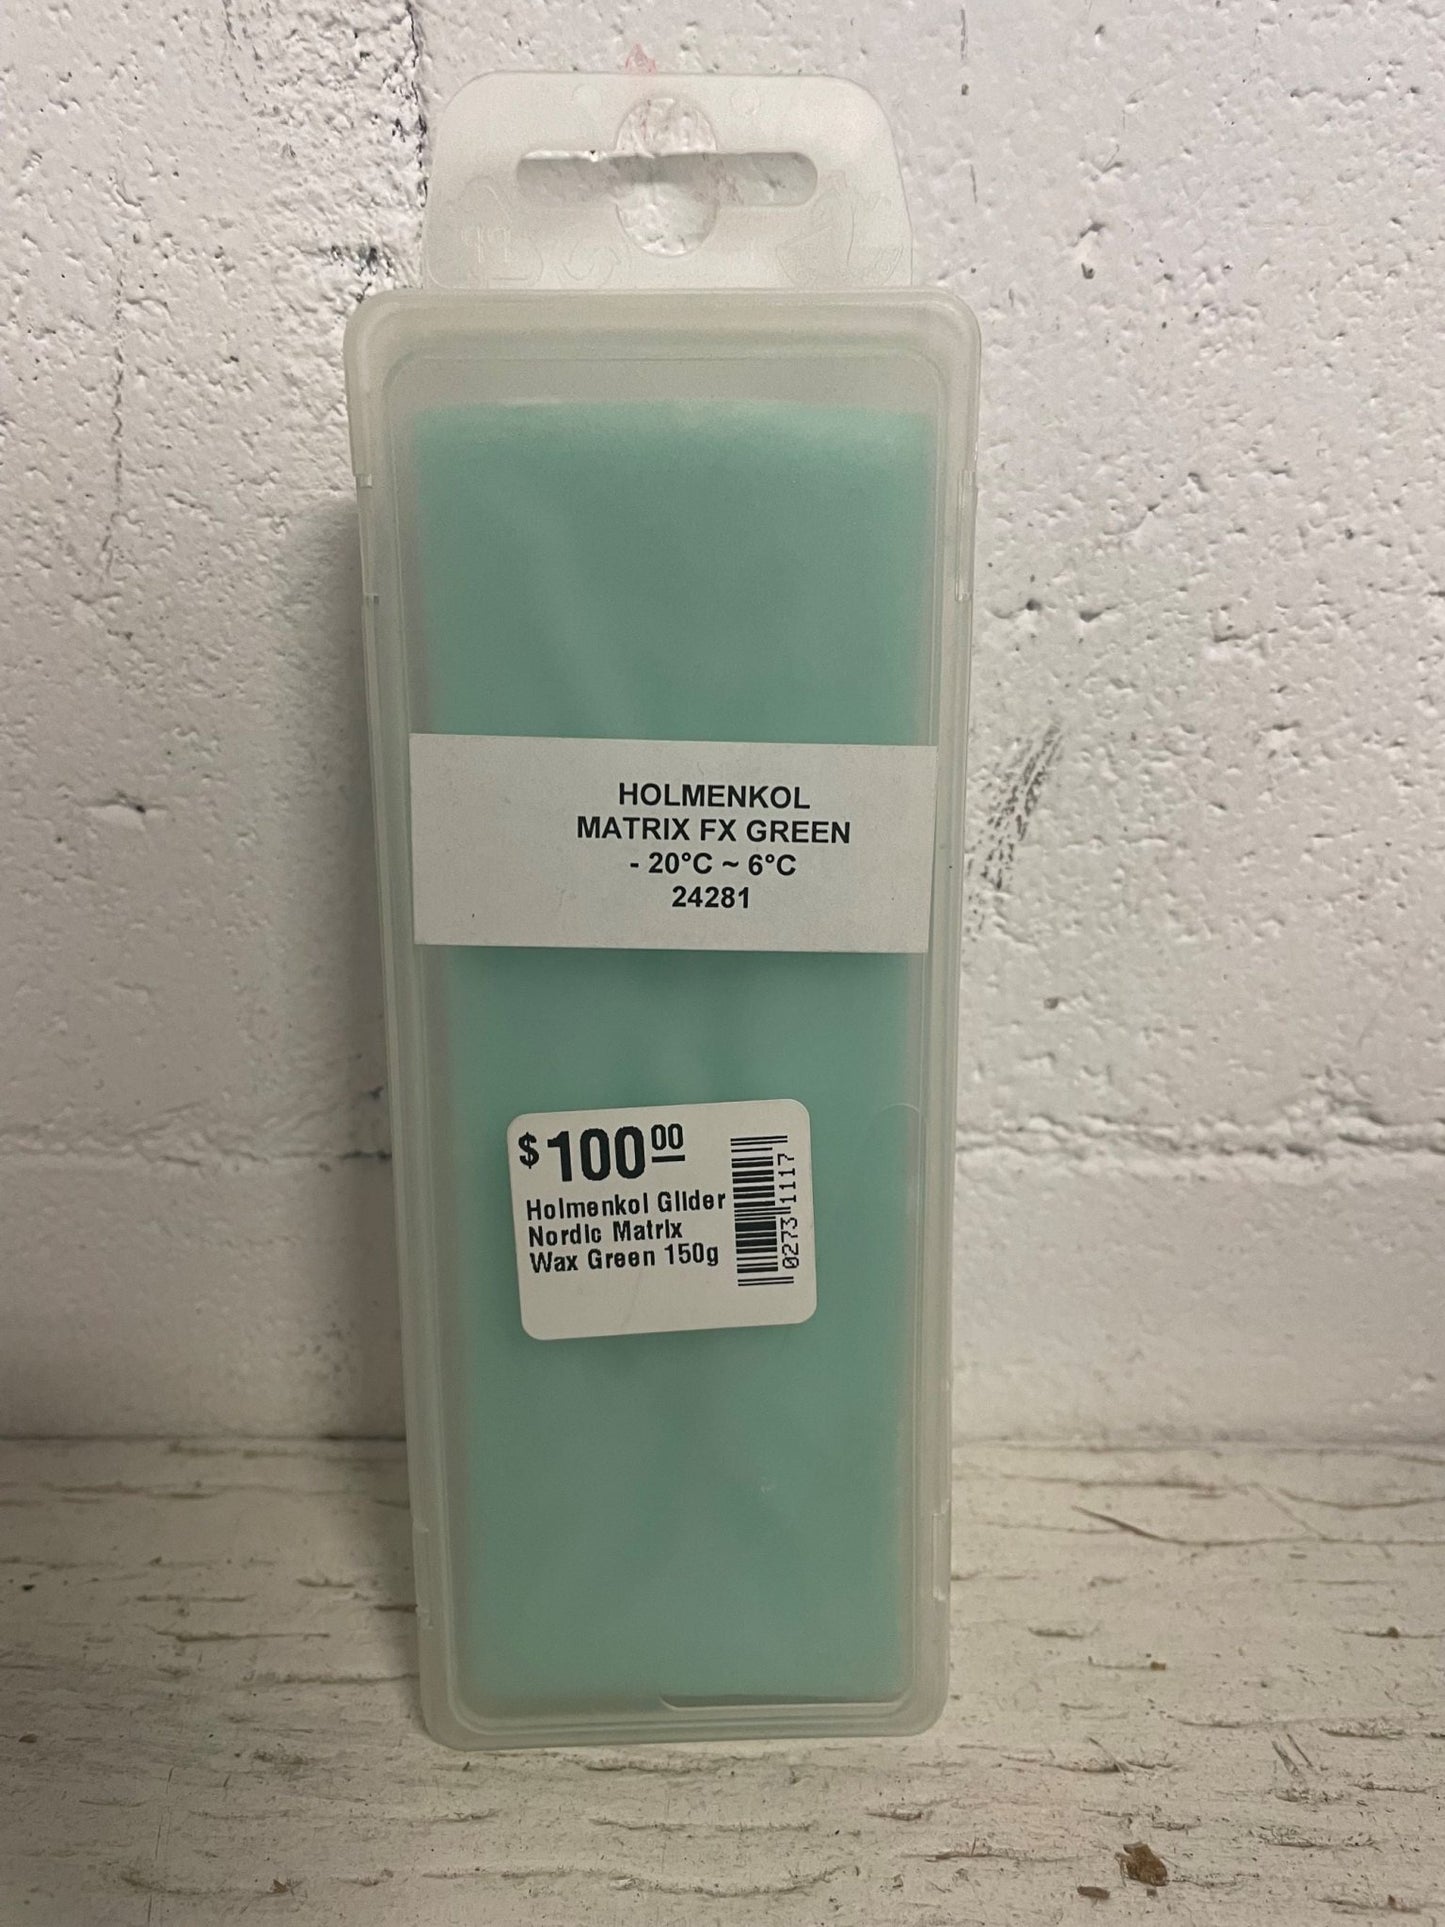 HOLMENKOL
MATRIX FX GREEN
- 20°C ~ 6°C
24281
$100.00
Holmenkol Glider
Nordic Matrix
Wax Green 150g
0273 1117